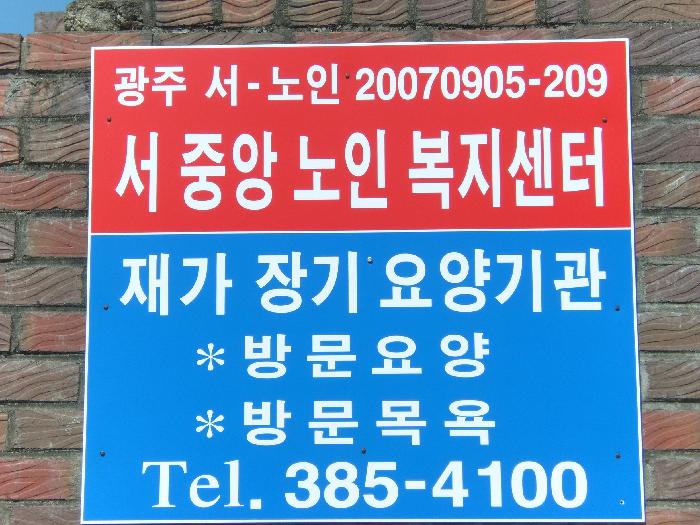 광주 서-노인 20070905-209
서 중앙 노인 복지센터
재가 장기 요양기관
*방문요양
*방문목욕
Tel. 385-4100